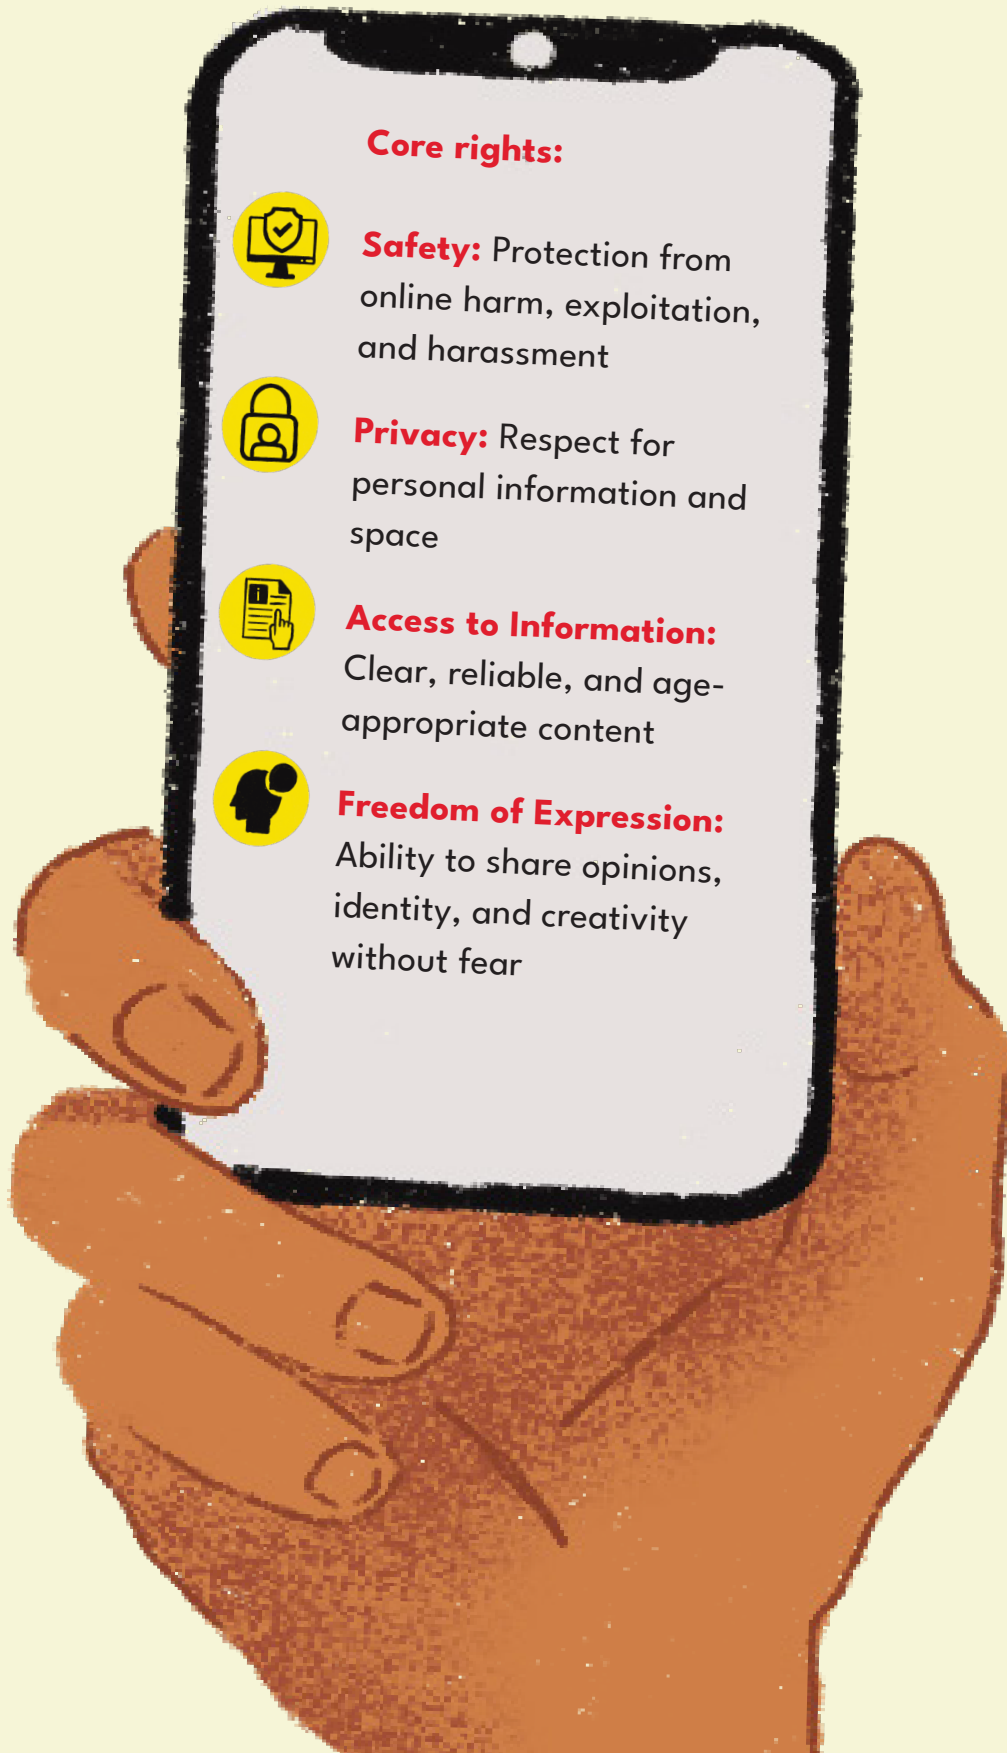 Core rights:
Safety: Protection from
online harm, exploitation,
and harassment
Privacy: Respect for
personal information and
space
Access to Information:
Clear, reliable, and age-
appropriate content
Freedom of Expression:
Ability to share opinions,
identity, and creativity
without fear